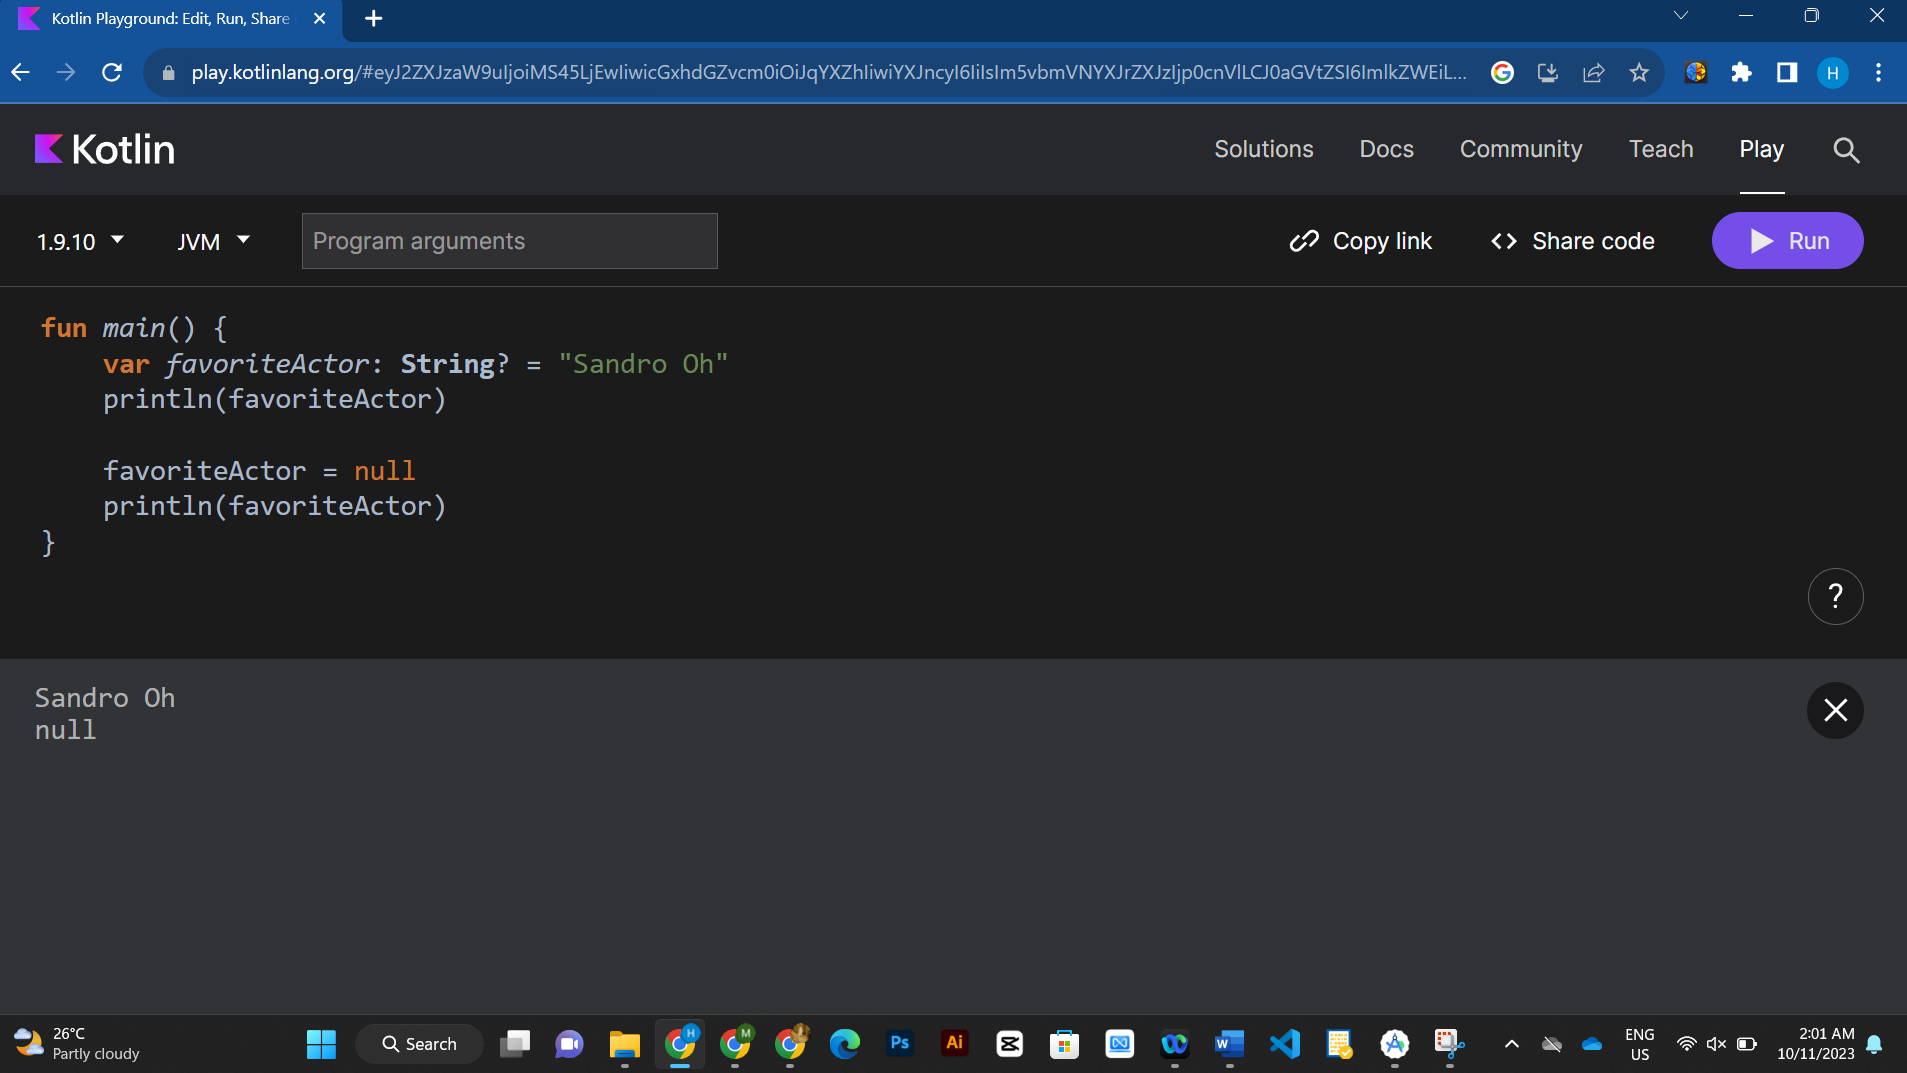 Kotlin Playground: Edit, Run, Share
play.kotlinlang.org/#eyJ2ZXJzaW9uIjoiMS45LjEwIiwicGxhdGZvcm0iOiJqYXZhIiwiYXJncyI6IiIsIm5vbmVNYXJrZXJzIjp0cnVlLCJ0aGVtZSI6ImlkZWEiL...
H
Kotlin
Solutions Docs Community Teach Play
1.9.10 JVM Program arguments Copy link <> Share code Run
fun main() {
var favoriteActor: String? = "Sandro Oh"
println(favoriteActor)
favoriteActor = null
println(favoriteActor)
}
?
Sandro Oh
null
26°C
Partly cloudy
Search
H
M
Ps
Ai
W
ENG
US
2:01 AM
10/11/2023